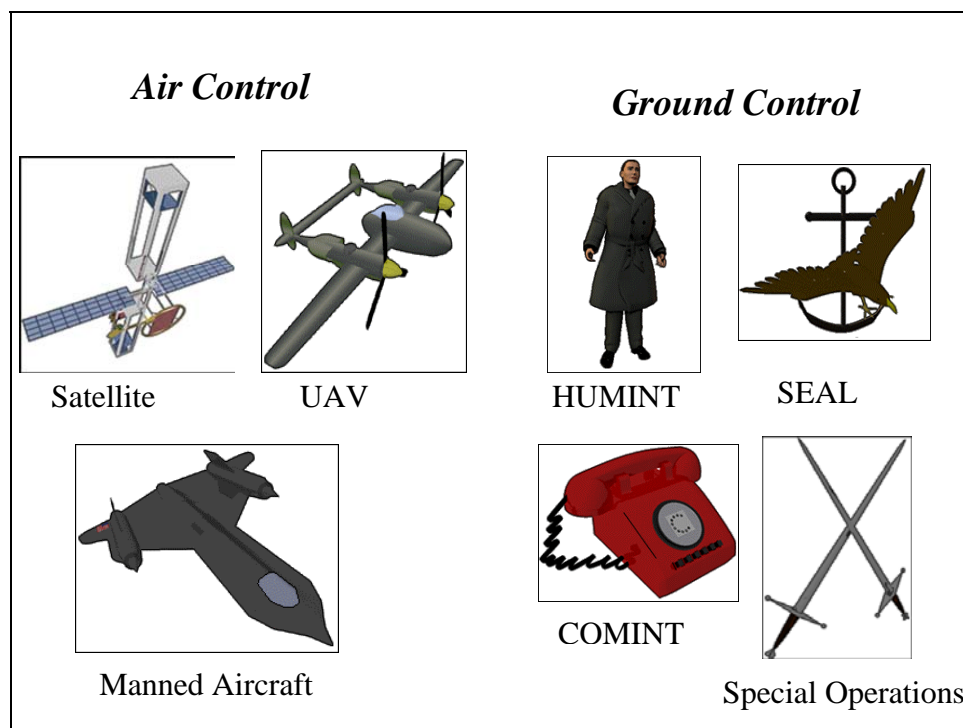 Air Control
Ground Control
Satellite
UAV
HUMINT
SEAL
Manned Aircraft
COMINT
Special Operations